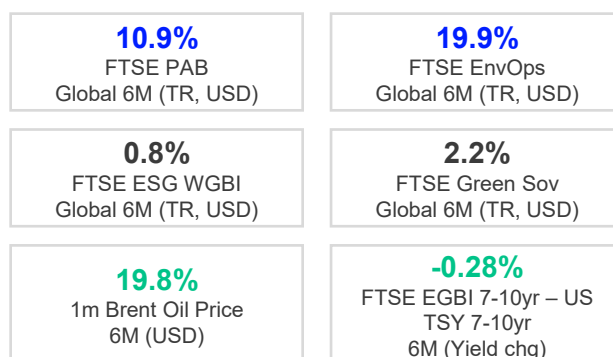 10.9%
FTSE PAB
Global 6M (TR, USD)
19.9%
FTSE EnvOps
Global 6M (TR, USD)
0.8%
FTSE ESG WGBI
Global 6M (TR, USD)
2.2%
FTSE Green Sov
Global 6M (TR, USD)
19.8%
1m Brent Oil Price
6M (USD)
-0.28%
FTSE EGBI 7-10yr – US
TSY 7-10yr
6M (Yield chg)